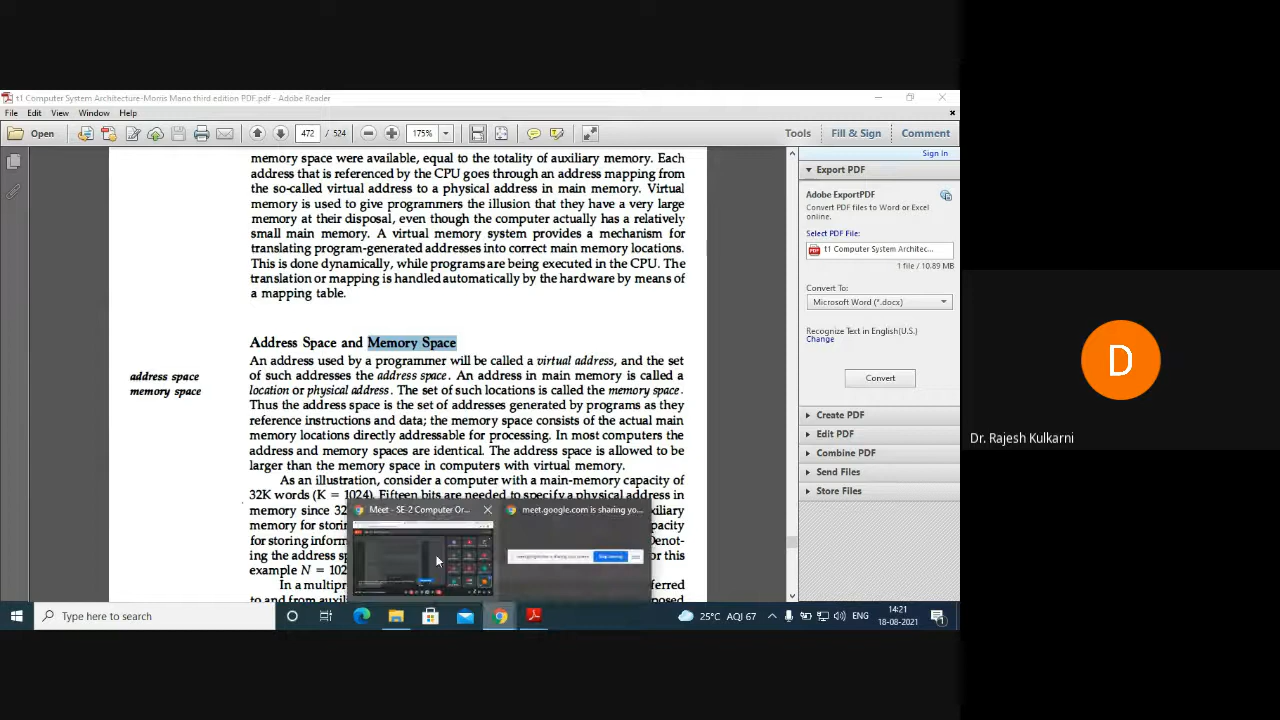 t1 Computer System Architecture-Morris Mano third edition PDF.pdf - Adobe Reader
File Edit View Window Help
Open 472 / 524 175% Tools Fill & Sign Comment
Sign In
memory space were available, equal to the totality of auxiliary memory. Each
address that is referenced by the CPU goes through an address mapping from
the so-called virtual address to a physical address in main memory. Virtual
memory is used to give programmers the illusion that they have a very large
memory at their disposal, even though the computer actually has a relatively
small main memory. A virtual memory system provides a mechanism for
translating program-generated addresses into correct main memory locations.
This is done dynamically, while programs are being executed in the CPU. The
translation or mapping is handled automatically by the hardware by means of
a mapping table.
Address Space and Memory Space
address space
memory space
An address used by a programmer will be called a virtual address, and the set
of such addresses the address space. An address in main memory is called a
location or physical address. The set of such locations is called the memory space.
Thus the address space is the set of addresses generated by programs as they
reference instructions and data; the memory space consists of the actual main
memory locations directly addressable for processing. In most computers the
address and memory spaces are identical. The address space is allowed to be
larger than the memory space in computers with virtual memory.
As an illustration, consider a computer with a main-memory capacity of
32K words (K = 1024). Fifteen bits are needed to specify a physical address in
memory since 32
memory for stori
for storing infor
ing the address sp
example N = 102
In a multipr
Export PDF
Adobe ExportPDF
Convert PDF files to Word or Excel
online.
Select PDF File:
t1 Computer System Architec...
1 file / 10.89 MB
Convert To:
Microsoft Word (*.docx)
Recognize Text in English(U.S.)
Change
Convert
Create PDF
Edit PDF
Combine PDF
Send Files
Store Files
Meet - SE-2 Computer Or...
meet.google.com is sharing yo...
Type here to search
25°C AQI 67
ENG
14:21
18-08-2021
1
D
Dr. Rajesh Kulkarni